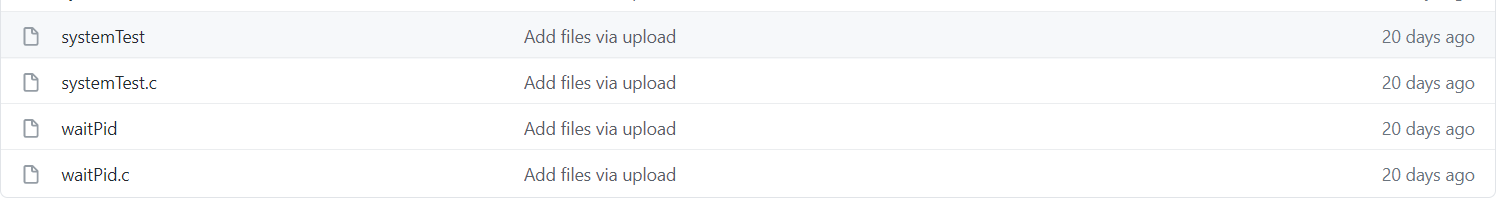 systemTest Add files via upload 20 days ago
systemTest.c Add files via upload 20 days ago
waitPid Add files via upload 20 days ago
waitPid.c Add files via upload 20 days ago